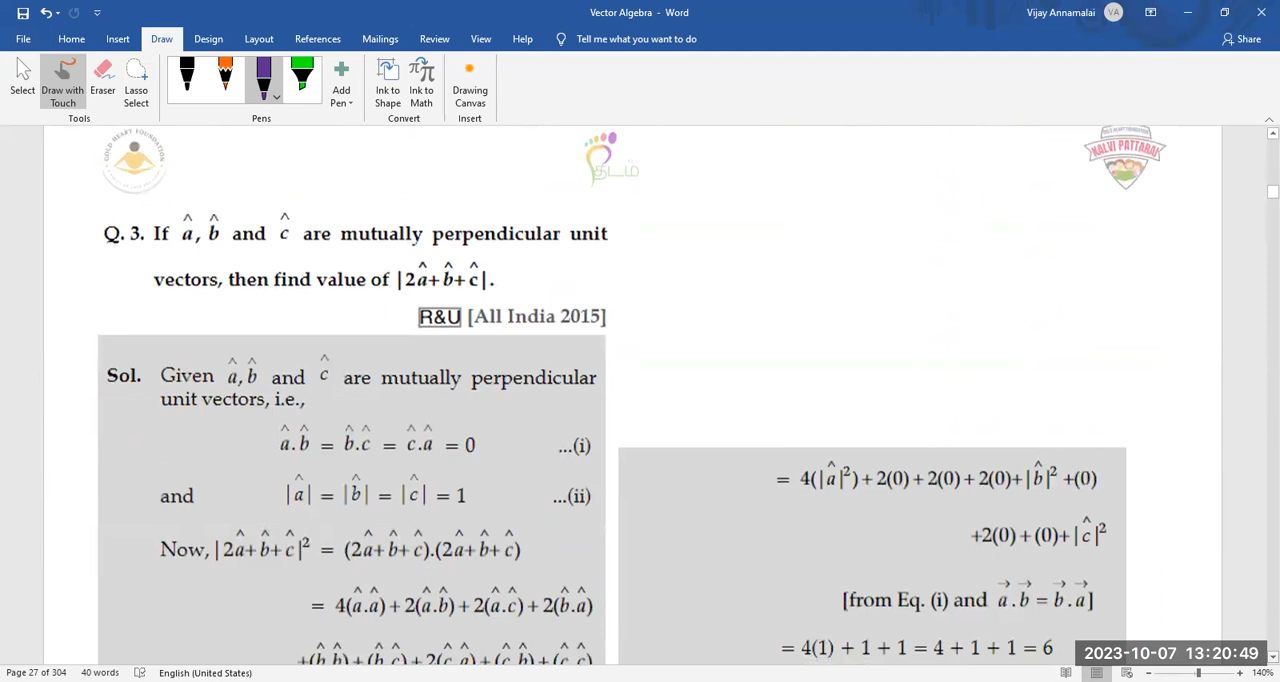 Vector Algebra - Word
Vijay Annamalai VA
File Home Insert Draw Design Layout References Mailings Review View Help Tell me what you want to do Share
Select Draw with Touch Eraser Lasso Select Add Pen Ink to Shape Ink to Math Drawing Canvas
Tools Pens Convert Insert
GOLD HEART FOUNDATION
தடம்
KALVI PATTARAI
Q. 3. If â, b̂ and ĉ are mutually perpendicular unit
vectors, then find value of |2â+b̂+ĉ|.
R&U [All India 2015]
Sol. Given â, b̂ and ĉ are mutually perpendicular
unit vectors, i.e.,
â.b̂ = b̂.ĉ = ĉ.â = 0 ...(i)
and |â| = |b̂| = |ĉ| = 1 ...(ii)
Now, |2â+b̂+ĉ|² = (2â+b̂+ĉ).(2â+b̂+ĉ)
= 4(â.â) + 2(â.b̂) + 2(â.ĉ) + 2(b̂.â)
+(b̂.b̂)+(b̂.ĉ)+2(ĉ.â)+(ĉ.b̂)+(ĉ.ĉ)
= 4(|â|²) + 2(0) + 2(0) + 2(0)+|b̂|² +(0)
+2(0) + (0)+|ĉ|²
[from Eq. (i) and a⃗.b⃗ = b⃗.a⃗]
= 4(1) + 1 + 1 = 4 + 1 + 1 = 6
2023-10-07 13:20:49
Page 27 of 304 40 words English (United States) 140%